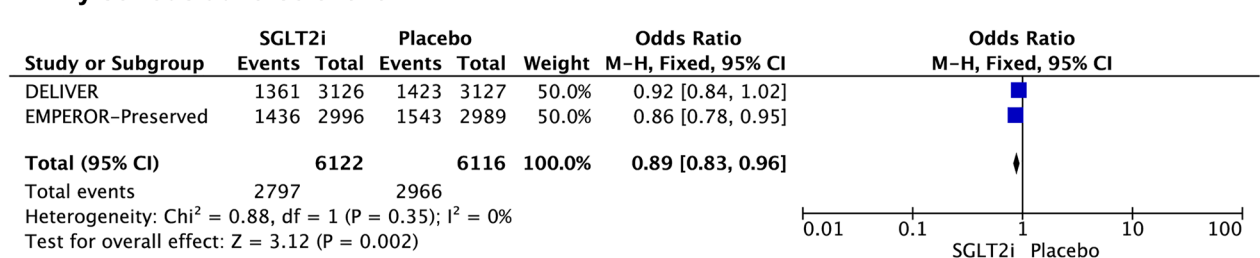 SGLT2i Placebo Odds Ratio Odds Ratio
Study or Subgroup Events Total Events Total Weight M-H, Fixed, 95% CI M-H, Fixed, 95% CI
DELIVER 1361 3126 1423 3127 50.0% 0.92 [0.84, 1.02]
EMPEROR-Preserved 1436 2996 1543 2989 50.0% 0.86 [0.78, 0.95]
Total (95% CI) 6122 6116 100.0% 0.89 [0.83, 0.96]
Total events 2797 2966
Heterogeneity: Chi² = 0.88, df = 1 (P = 0.35); I² = 0%
Test for overall effect: Z = 3.12 (P = 0.002)
0.01 0.1 1 10 100
SGLT2i Placebo